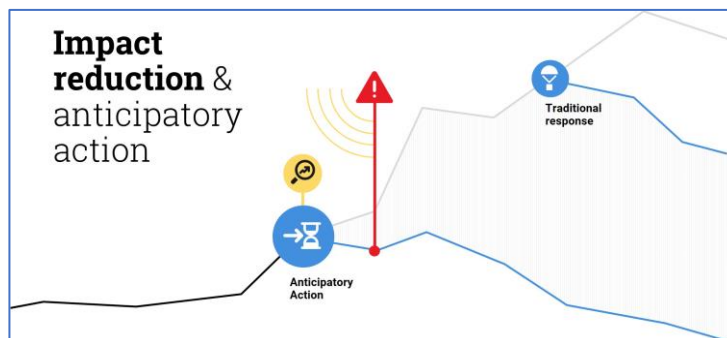 Impact
reduction &
anticipatory
action
Traditional
response
Anticipatory
Action